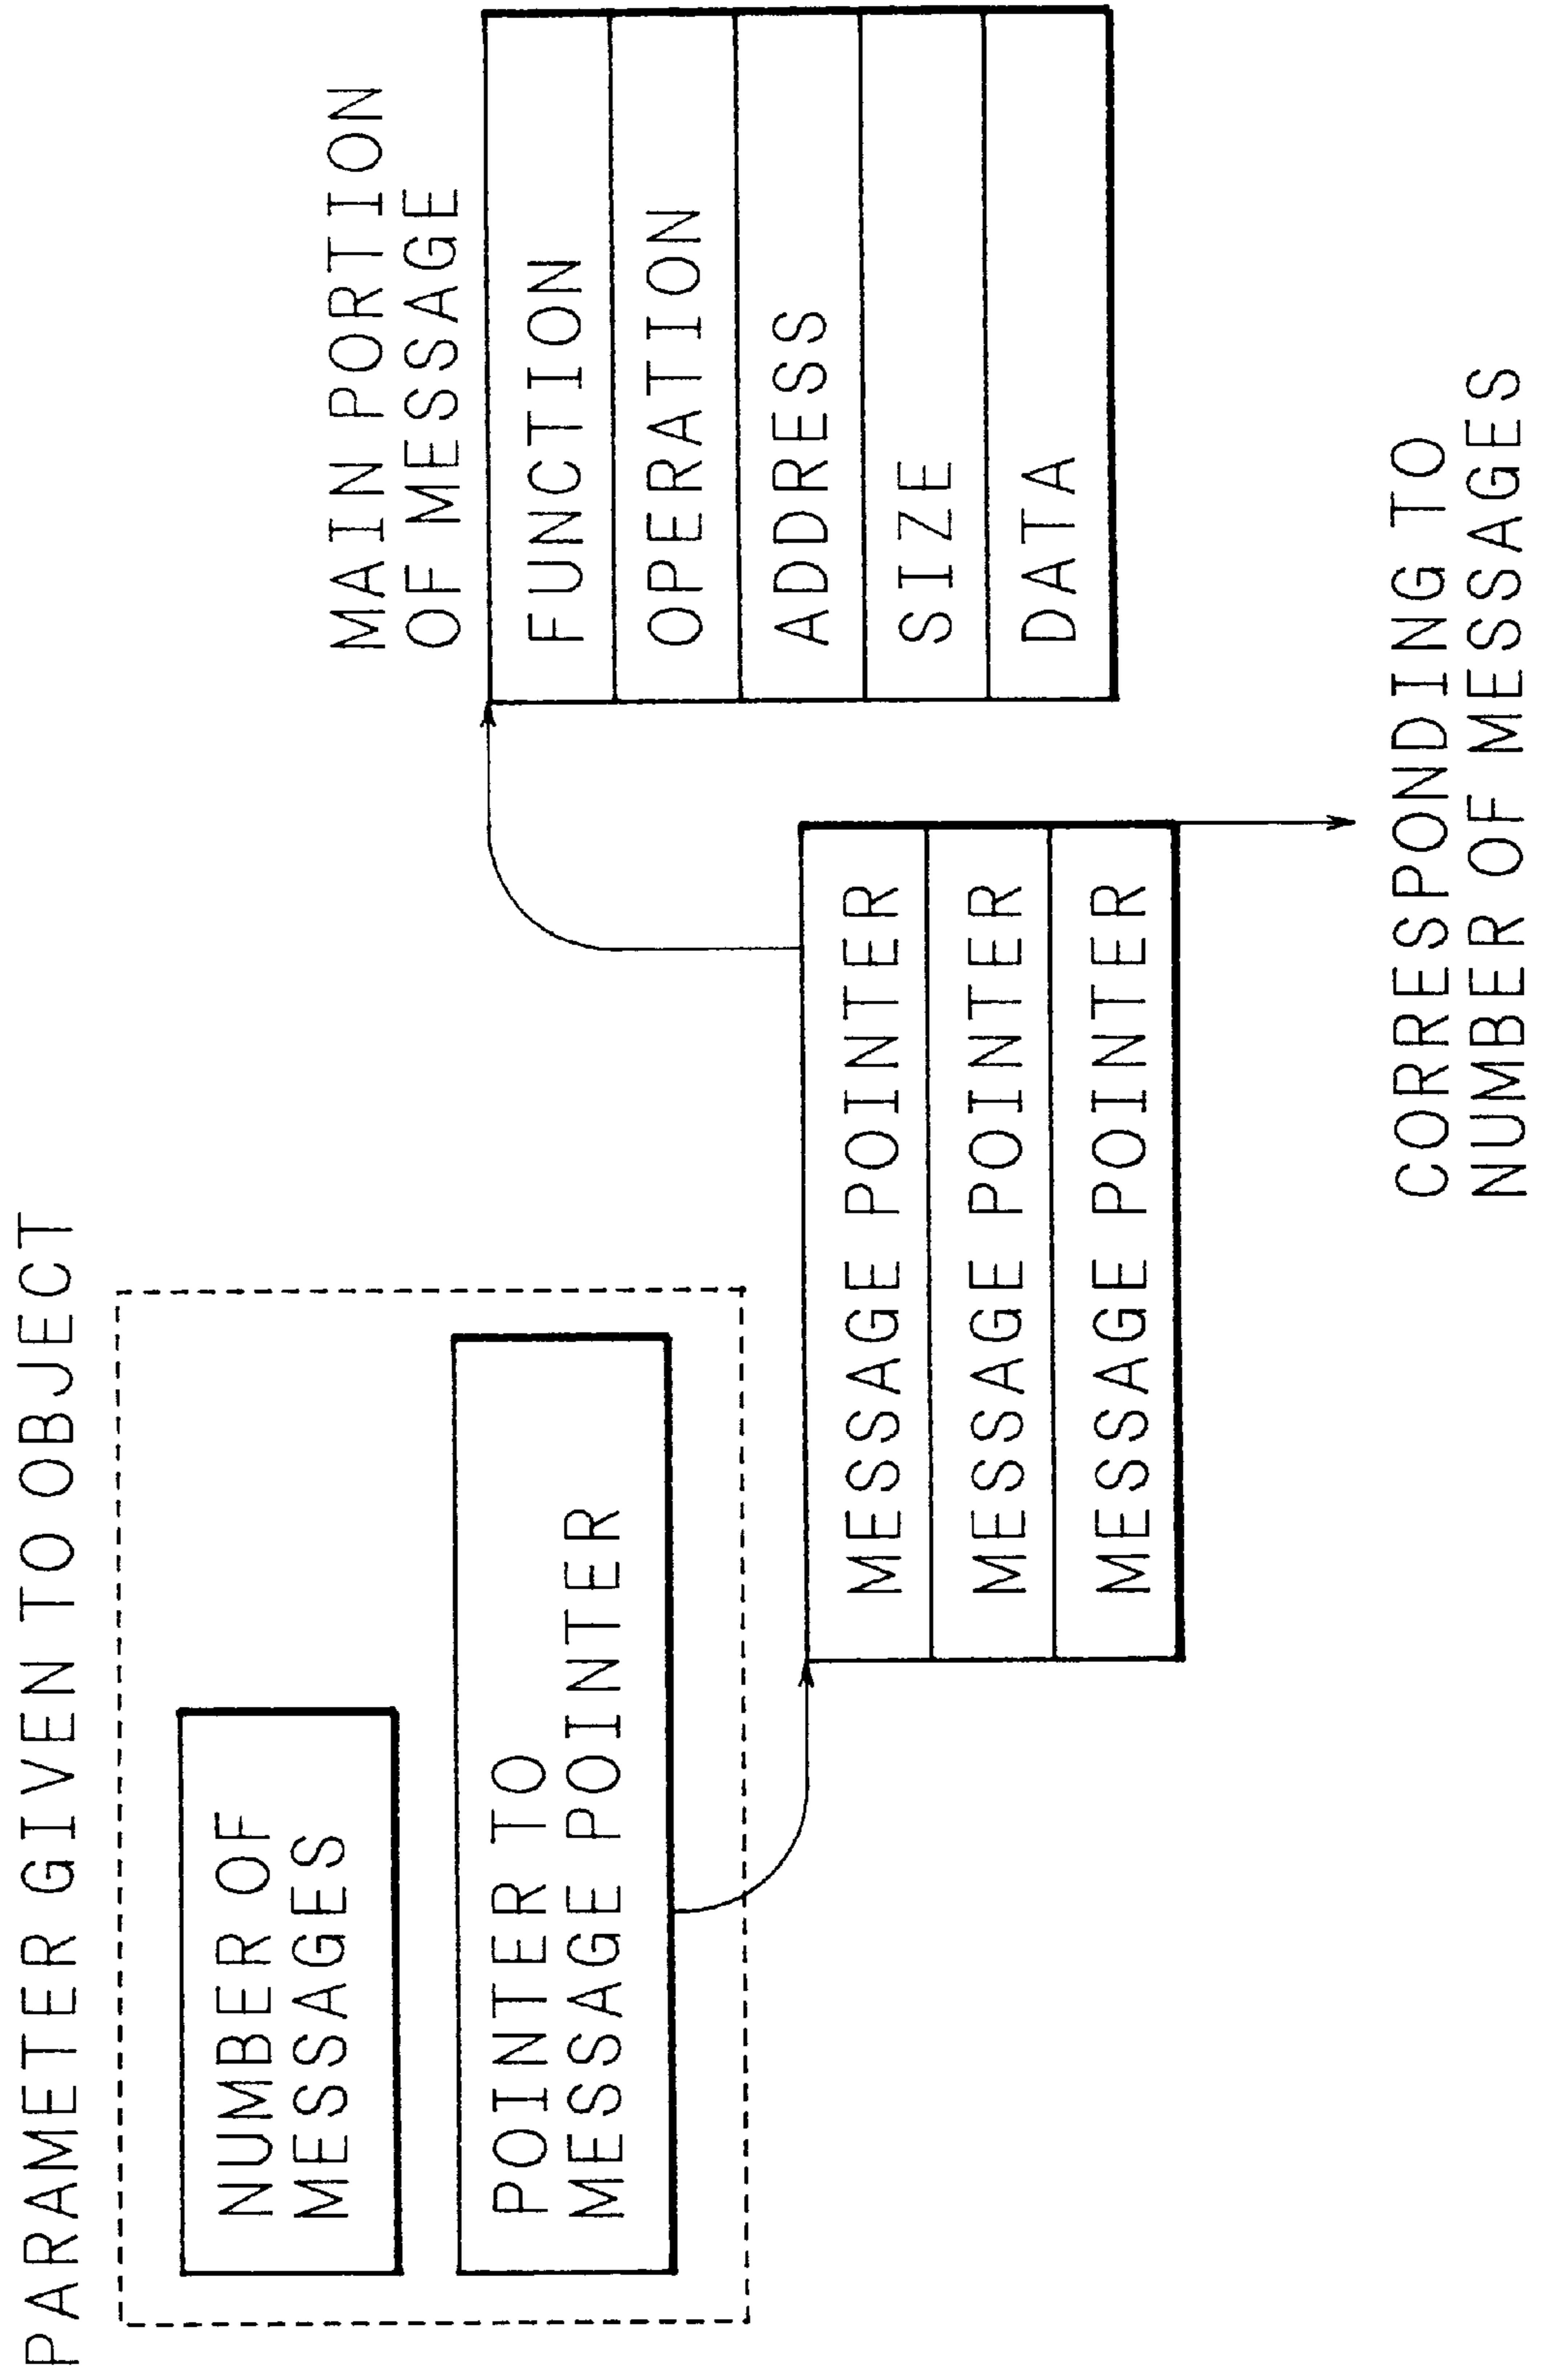 PARAMETER GIVEN TO OBJECT
NUMBER OF
MESSAGES
POINTER TO
MESSAGE POINTER
MESSAGE POINTER
MESSAGE POINTER
MESSAGE POINTER
CORRESPONDING TO
NUMBER OF MESSAGES
MAIN PORTION
OF MESSAGE
FUNCTION
OPERATION
ADDRESS
SIZE
DATA